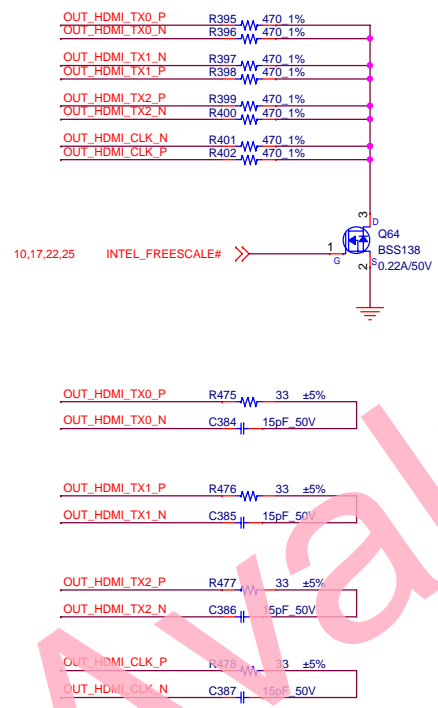 OUT_HDMI_TX0_P R395 470_1%
OUT_HDMI_TX0_N R396 470_1%
OUT_HDMI_TX1_N R397 470_1%
OUT_HDMI_TX1_P R398 470_1%
OUT_HDMI_TX2_P R399 470_1%
OUT_HDMI_TX2_N R400 470_1%
OUT_HDMI_CLK_N R401 470_1%
OUT_HDMI_CLK_P R402 470_1%
3
D
Q64
10,17,22,25 INTEL_FREESCALE# 1 BSS138
G
2
S
0.22A/50V
OUT_HDMI_TX0_P R475 33 ±5%
OUT_HDMI_TX0_N C384 15pF_50V
OUT_HDMI_TX1_P R476 33 ±5%
OUT_HDMI_TX1_N C385 15pF_50V
OUT_HDMI_TX2_P R477 33 ±5%
OUT_HDMI_TX2_N C386 15pF_50V
OUT_HDMI_CLK_P R478 33 ±5%
OUT_HDMI_CLK_N C387 15pF_50V
Aval